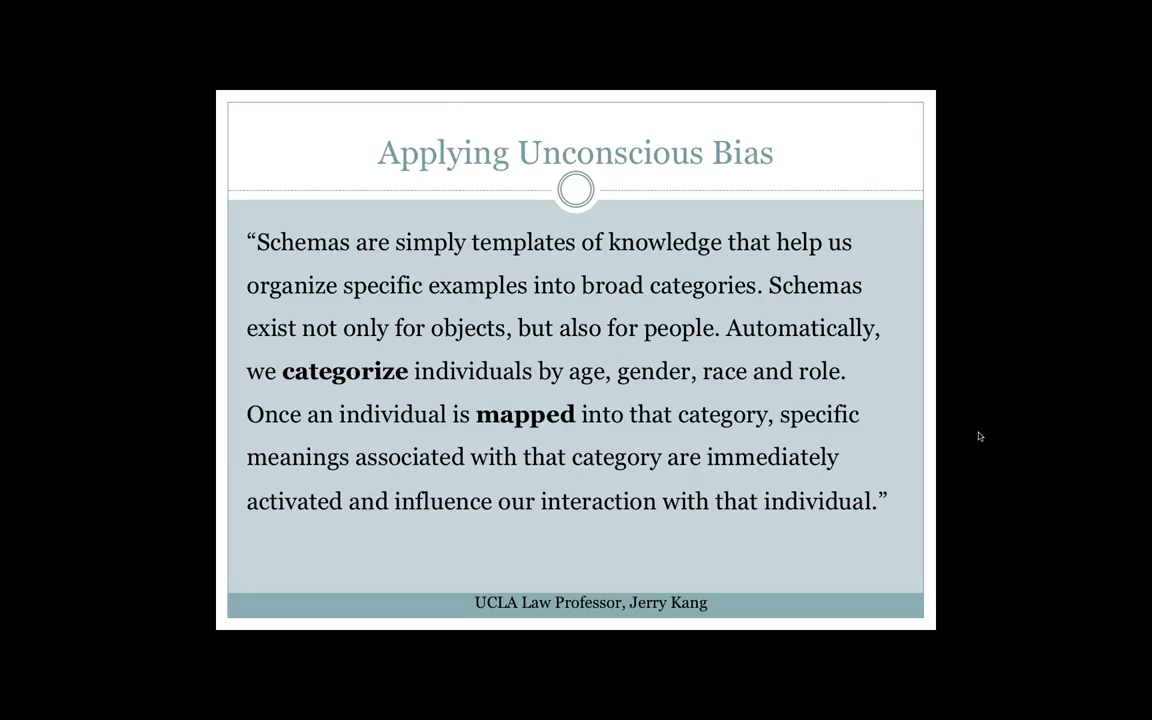 Applying Unconscious Bias
“Schemas are simply templates of knowledge that help us
organize specific examples into broad categories. Schemas
exist not only for objects, but also for people. Automatically,
we categorize individuals by age, gender, race and role.
Once an individual is mapped into that category, specific
meanings associated with that category are immediately
activated and influence our interaction with that individual.”
UCLA Law Professor, Jerry Kang